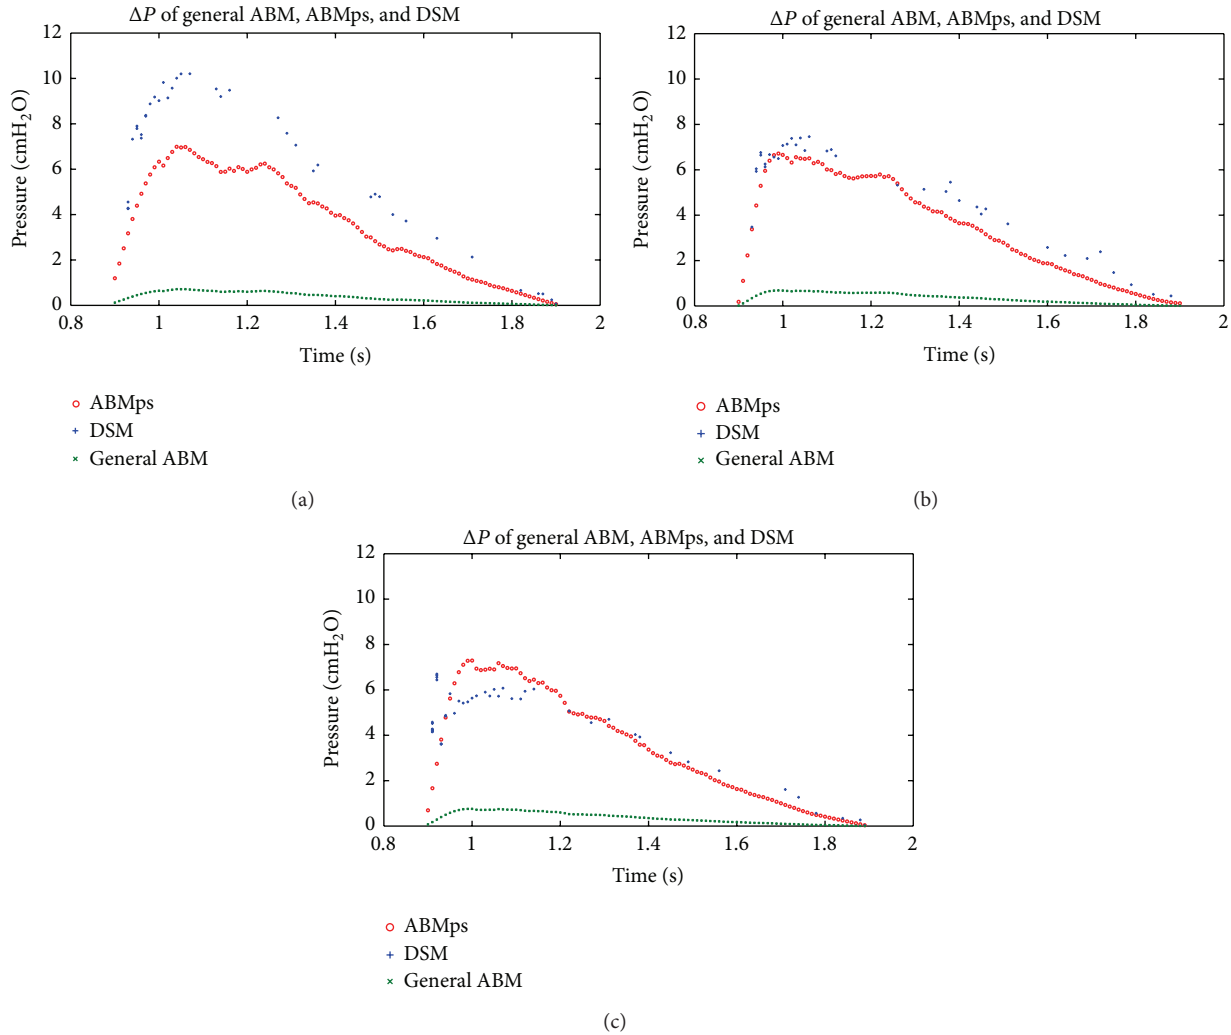 ΔP of general ABM, ABMps, and DSM
12
10
8
6
4
2
0
Pressure (cmH₂O)
0.8
1
1.2
1.4
1.6
1.8
2
Time (s)
ABMps
DSM
General ABM
(a)
ΔP of general ABM, ABMps, and DSM
12
10
8
6
4
2
0
Pressure (cmH₂O)
0.8
1
1.2
1.4
1.6
1.8
2
Time (s)
ABMps
DSM
General ABM
(b)
ΔP of general ABM, ABMps, and DSM
12
10
8
6
4
2
0
Pressure (cmH₂O)
0.8
1
1.2
1.4
1.6
1.8
2
Time (s)
ABMps
DSM
General ABM
(c)